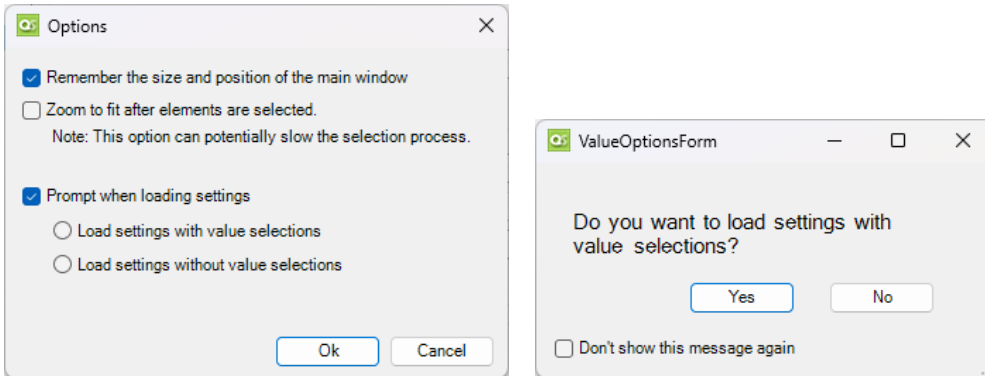 Options
Remember the size and position of the main window
Zoom to fit after elements are selected.
Note: This option can potentially slow the selection process.
Prompt when loading settings
Load settings with value selections
Load settings without value selections
Ok
Cancel
ValueOptionsForm
Do you want to load settings with
value selections?
Yes
No
Don't show this message again